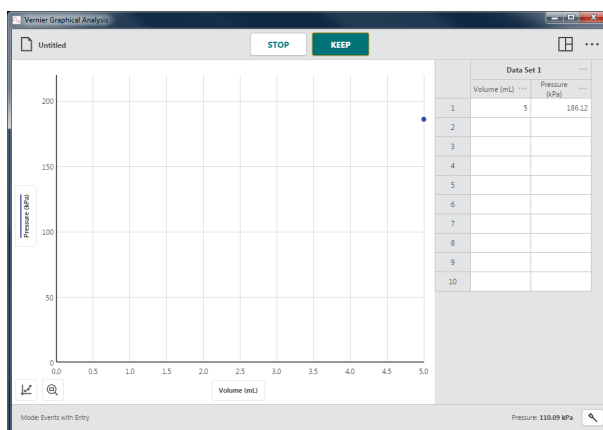 Vernier Graphical Analysis
Untitled
STOP
KEEP
Data Set 1
Volume (mL)
Pressure
(kPa)
1 5 186.12
2
3
4
5
6
7
8
9
10
Pressure (kPa)
200
150
100
50
0
0.0 0.5 1.0 1.5 2.0 2.5 3.0 3.5 4.0 4.5 5.0
Volume (mL)
Mode: Events with Entry
Pressure: 110.09 kPa